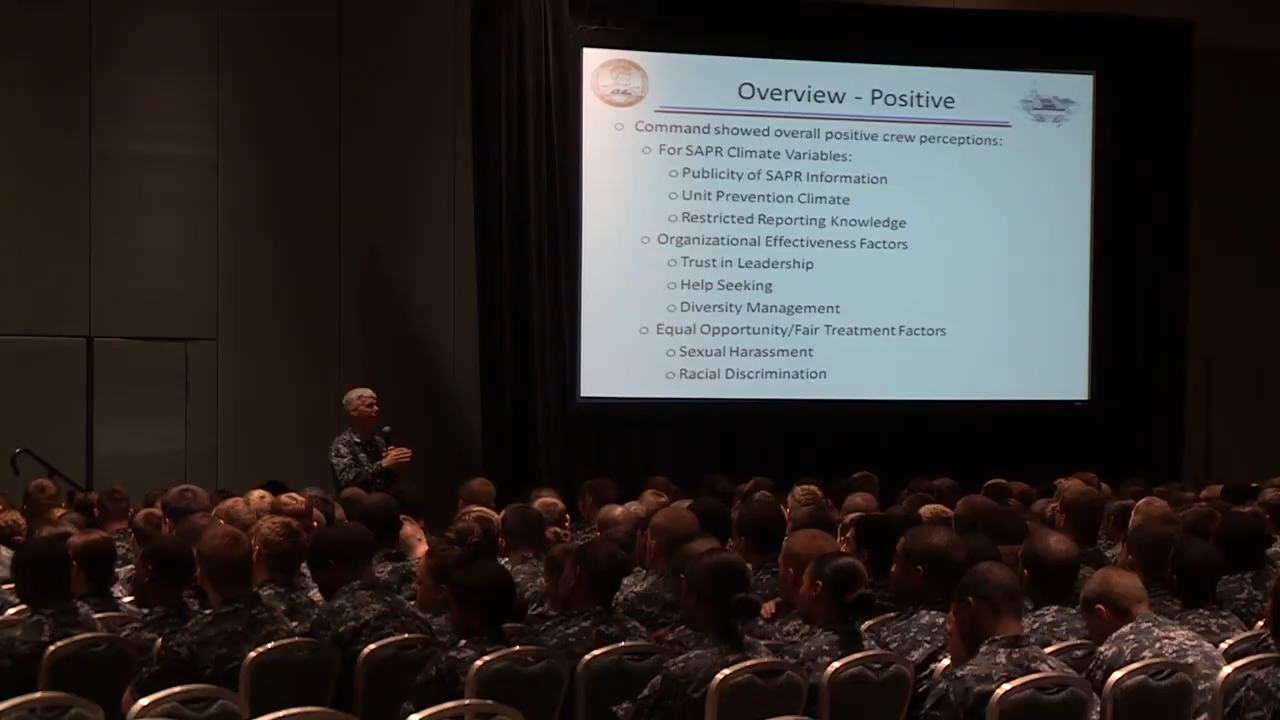 Overview - Positive
o Command showed overall positive crew perceptions:
o For SAPR Climate Variables:
o Publicity of SAPR Information
o Unit Prevention Climate
o Restricted Reporting Knowledge
o Organizational Effectiveness Factors
o Trust in Leadership
o Help Seeking
o Diversity Management
o Equal Opportunity/Fair Treatment Factors
o Sexual Harassment
o Racial Discrimination